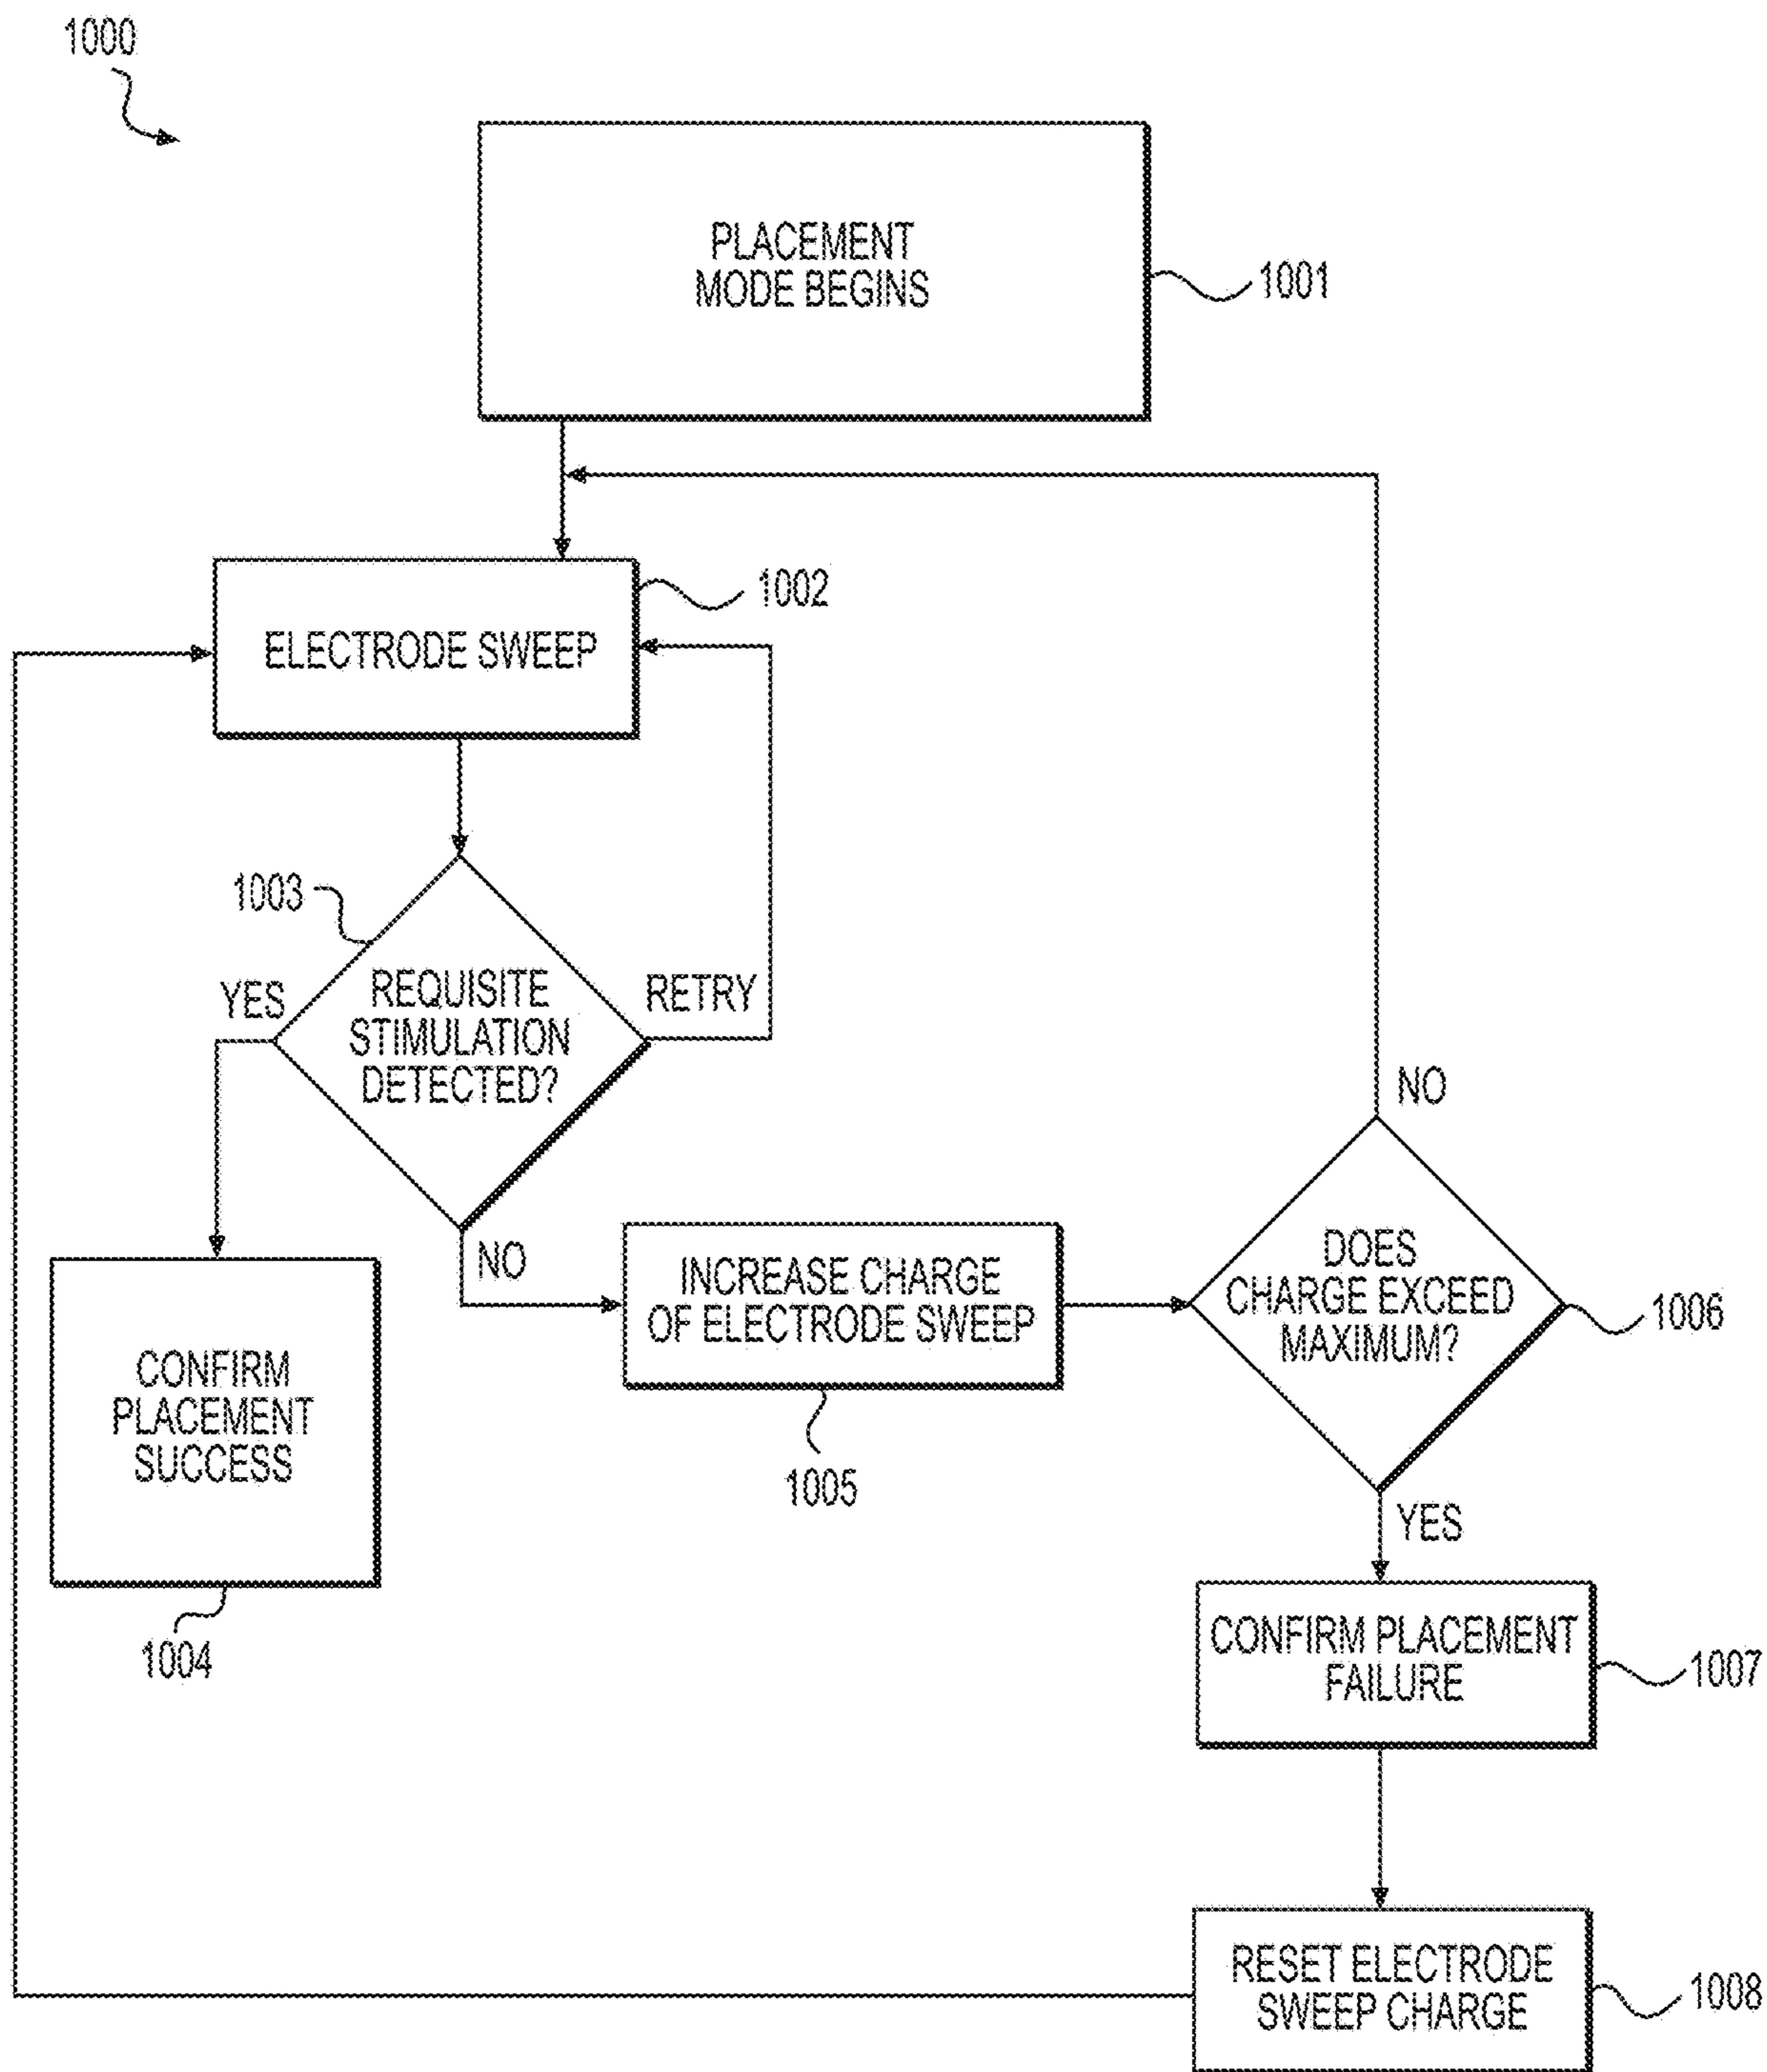 1000
PLACEMENT
MODE BEGINS
1001
1002
ELECTRODE SWEEP
1003
YES
REQUISITE
STIMULATION
DETECTED?
RETRY
NO
NO
INCREASE CHARGE
OF ELECTRODE SWEEP
1005
DOES
CHARGE EXCEED
MAXIMUM?
1006
CONFIRM
PLACEMENT
SUCCESS
1004
YES
CONFIRM PLACEMENT
FAILURE
1007
RESET ELECTRODE
SWEEP CHARGE
1008